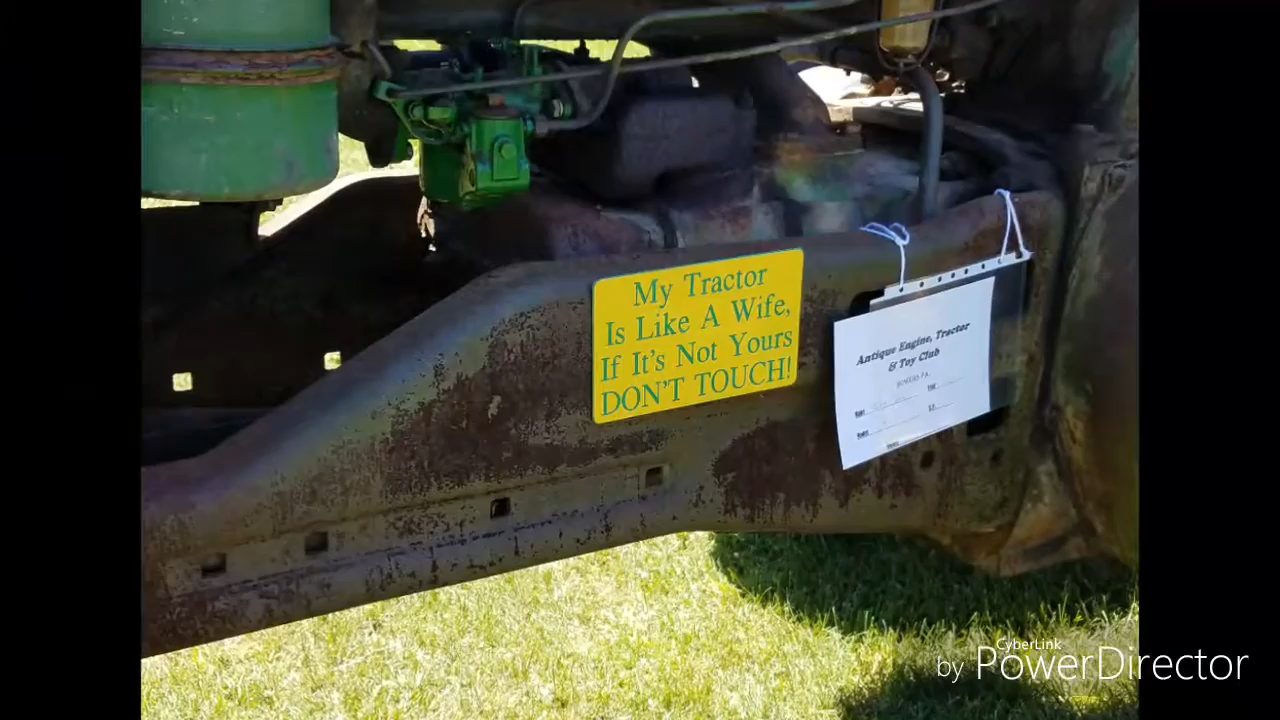 My Tractor
Is Like A Wife,
If It's Not Yours
DON'T TOUCH!
Antique Engine, Tractor
& Toy Club
CyberLink
by PowerDirector